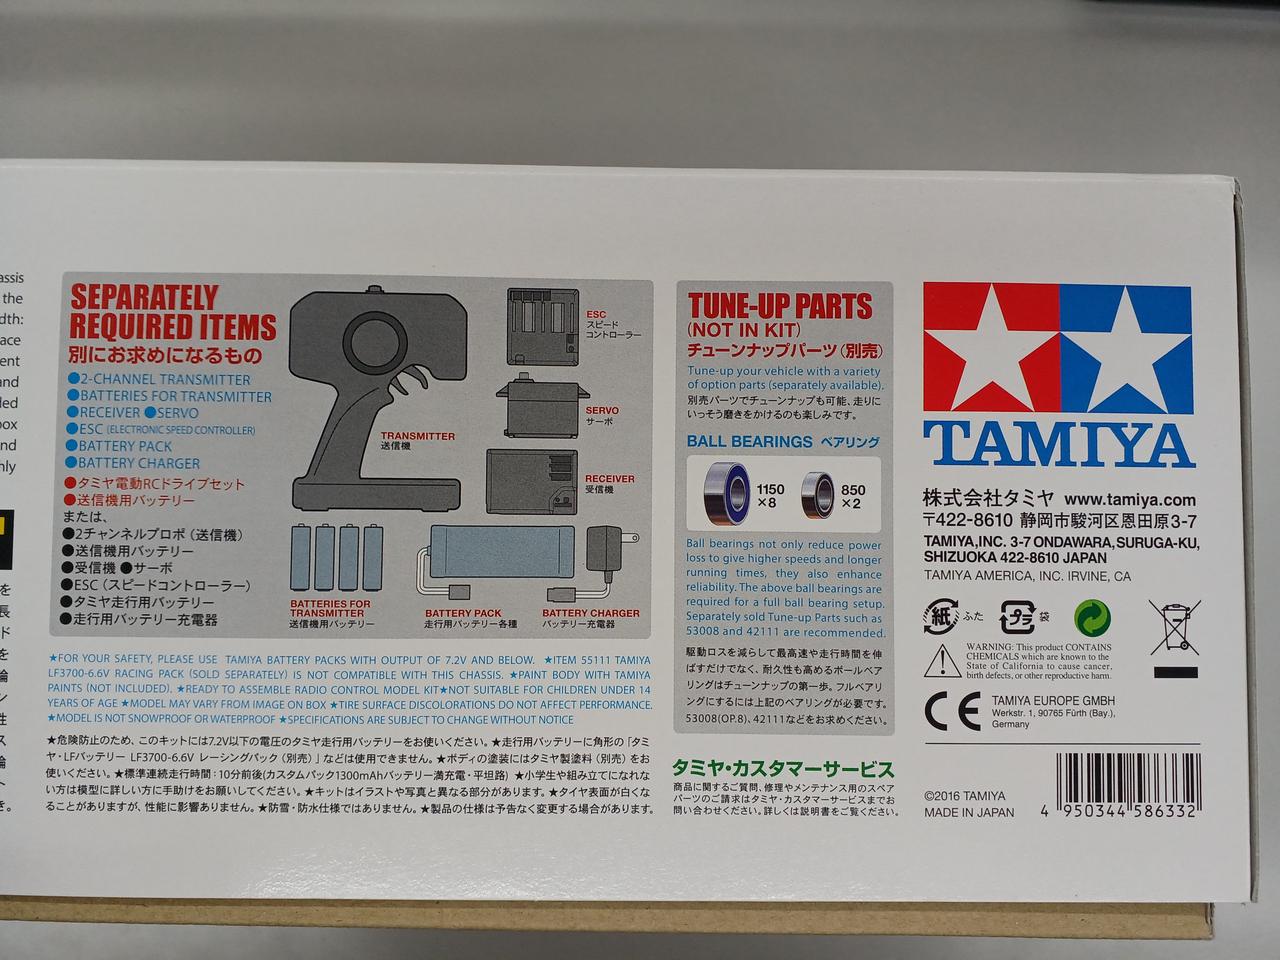 assis
the
dth:
ace
ent
and
led
box
nd
nly
を
長
ド
を
輪
ン
性
ス
輪
ト
き。
SEPARATELY
REQUIRED ITEMS
別にお求めになるもの
●2-CHANNEL TRANSMITTER
●BATTERIES FOR TRANSMITTER
●RECEIVER ●SERVO
●ESC (ELECTRONIC SPEED CONTROLLER)
●BATTERY PACK
●BATTERY CHARGER
●タミヤ電動RCドライブセット
●送信機用バッテリー
または、
●2チャンネルプロポ（送信機）
●送信機用バッテリー
●受信機 ●サーボ
●ESC（スピードコントローラー）
●タミヤ走行用バッテリー
●走行用バッテリー充電器
TRANSMITTER
送信機
ESC
スピード
コントローラー
SERVO
サーボ
RECEIVER
受信機
BATTERIES FOR
TRANSMITTER
送信機用バッテリー
BATTERY PACK
走行用バッテリー各種
BATTERY CHARGER
バッテリー充電器
★FOR YOUR SAFETY, PLEASE USE TAMIYA BATTERY PACKS WITH OUTPUT OF 7.2V AND BELOW. ★ITEM 55111 TAMIYA
LF3700-6.6V RACING PACK (SOLD SEPARATELY) IS NOT COMPATIBLE WITH THIS CHASSIS. ★PAINT BODY WITH TAMIYA
PAINTS (NOT INCLUDED). ★READY TO ASSEMBLE RADIO CONTROL MODEL KIT★NOT SUITABLE FOR CHILDREN UNDER 14
YEARS OF AGE ★MODEL MAY VARY FROM IMAGE ON BOX ★TIRE SURFACE DISCOLORATIONS DO NOT AFFECT PERFORMANCE.
★MODEL IS NOT SNOWPROOF OR WATERPROOF ★SPECIFICATIONS ARE SUBJECT TO CHANGE WITHOUT NOTICE
★危険防止のため、このキットには7.2V以下の電圧のタミヤ走行用バッテリーをお使いください。★走行用バッテリーに角形の「タミ
ヤ・LFバッテリー LF3700-6.6V レーシングパック（別売）」などは使用できません。★ボディの塗装にはタミヤ製塗料（別売）をお
使いください。★標準連続走行時間：10分前後(カスタムパック1300mAhバッテリー満充電・平坦路) ★小学生や組み立てになれな
い方は模型に詳しい方に手助けをお願いしてください。★キットはイラストや写真と異なる部分があります。★タイヤ表面が白くな
ることがありますが、性能に影響ありません。★防雪・防水仕様ではありません。★製品の仕様は予告なく変更する場合があります。
TUNE-UP PARTS
(NOT IN KIT)
チューンナップパーツ（別売）
Tune-up your vehicle with a variety
of option parts (separately available).
別売パーツでチューンナップも可能、走りに
いっそう磨きをかけるのも楽しみです。
BALL BEARINGS ベアリング
1150
×8
850
×2
Ball bearings not only reduce power
loss to give higher speeds and longer
running times, they also enhance
reliability. The above ball bearings are
required for a full ball bearing setup.
Separately sold Tune-up Parts such as
53008 and 42111 are recommended.
駆動ロスを減らして最高速や走行時間を伸
ばすだけでなく、耐久性も高めるボールベア
リングはチューンナップの第一歩。フルベアリ
ングにするには上記のベアリングが必要です。
53008(OP.8)、42111などをお求めください。
タミヤ・カスタマーサービス
商品に関するご質問、修理やメンテナンス用のスペア
パーツのご請求はタミヤ・カスタマーサービスまでお
問い合わせください。詳しくは説明書をご覧ください。
TAMIYA
株式会社タミヤ www.tamiya.com
〒422-8610 静岡市駿河区恩田原3-7
TAMIYA,INC. 3-7 ONDAWARA,SURUGA-KU,
SHIZUOKA 422-8610 JAPAN
TAMIYA AMERICA, INC. IRVINE, CA
紙 ふた プラ 袋
WARNING: This product CONTAINS
CHEMICALS which are known to the
State of California to cause cancer,
birth defects, or other reproductive harm.
CE
TAMIYA EUROPE GMBH
Werkstr. 1, 90765 Fürth (Bay.),
Germany
©2016 TAMIYA
MADE IN JAPAN
4 950344 586332